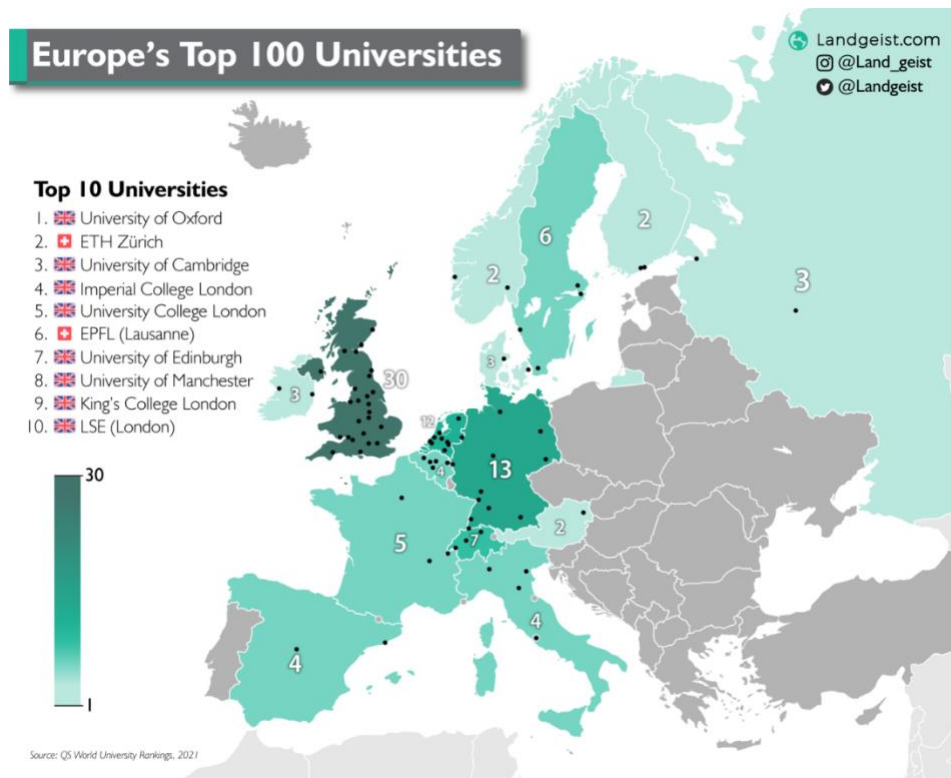 Europe's Top 100 Universities
Landgeist.com
@Land_geist
@Landgeist
Top 10 Universities
1. University of Oxford
2. ETH Zürich
3. University of Cambridge
4. Imperial College London
5. University College London
6. EPFL (Lausanne)
7. University of Edinburgh
8. University of Manchester
9. King's College London
10. LSE (London)
6
2
2
3
3
3
30
12
4
13
5
7
2
4
4
30
1
Source: QS World University Rankings, 2021